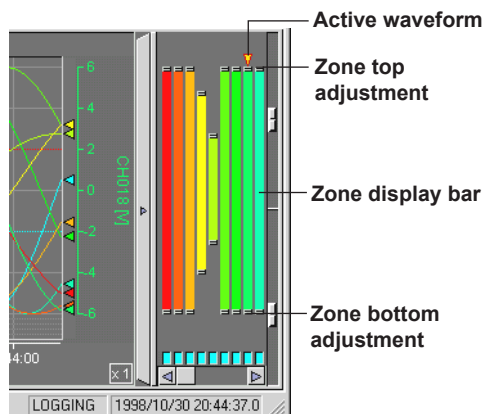 Active waveform
Zone top
adjustment
Zone display bar
Zone bottom
adjustment
6
4
2
0
-2
-4
-6
CH018 [V]
44:00
x 1
LOGGING
1998/10/30 20:44:37.0